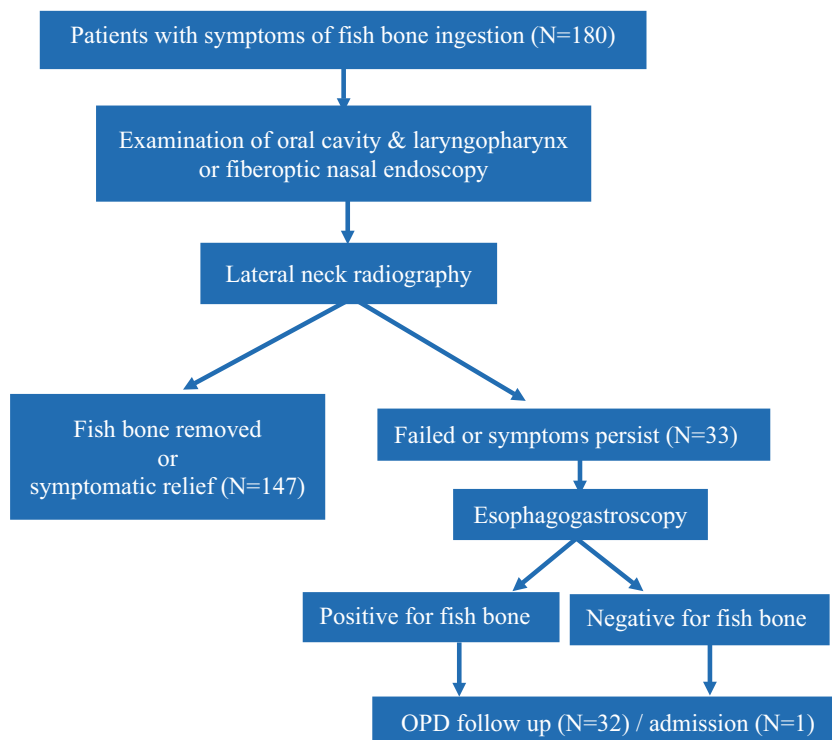 Patients with symptoms of fish bone ingestion (N=180)
Examination of oral cavity & laryngopharynx
or fiberoptic nasal endoscopy
Lateral neck radiography
Fish bone removed
or
symptomatic relief (N=147)
Failed or symptoms persist (N=33)
Esophagogastroscopy
Positive for fish bone
Negative for fish bone
OPD follow up (N=32) / admission (N=1)